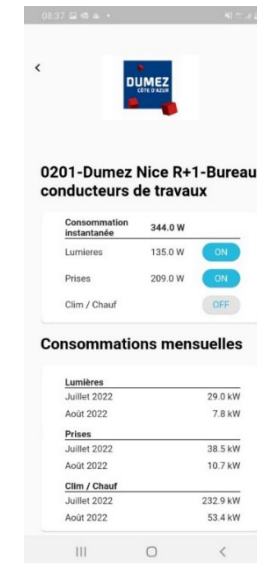 08:37
DUMEZ
CÔTE D'AZUR
0201-Dumez Nice R+1-Bureau
conducteurs de travaux
Consommation
instantanée
344.0 W
Lumieres 135.0 W ON
Prises 209.0 W ON
Clim / Chauf OFF
Consommations mensuelles
Lumières
Juillet 2022 29.0 kW
Août 2022 7.8 kW
Prises
Juillet 2022 38.5 kW
Août 2022 10.7 kW
Clim / Chauf
Juillet 2022 232.9 kW
Août 2022 53.4 kW